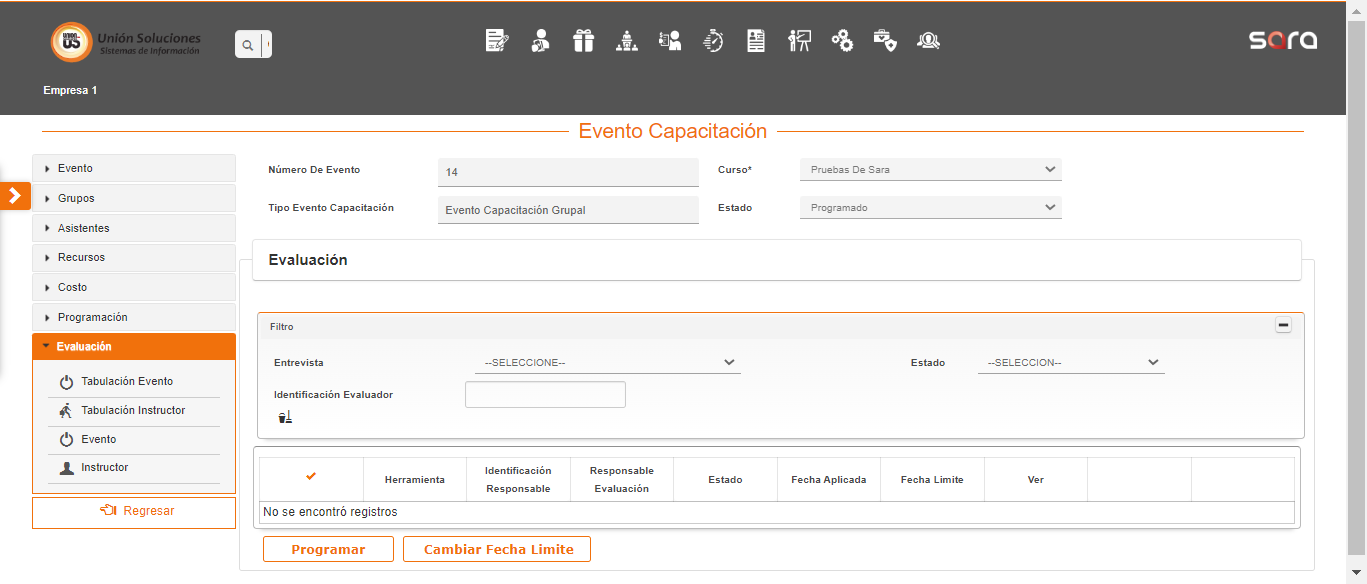 Unión Soluciones
Sistemas de Información
sara
Empresa 1
Evento Capacitación
Evento
Grupos
Asistentes
Recursos
Costo
Programación
Evaluación
Tabulación Evento
Tabulación Instructor
Evento
Instructor
Regresar
Número De Evento 14 Curso* Pruebas De Sara
Tipo Evento Capacitación Evento Capacitación Grupal Estado Programado
Evaluación
Filtro
Entrevista --SELECCIONE-- Estado --SELECCION--
Identificación Evaluador
Herramienta Identificación Responsable Responsable Evaluación Estado Fecha Aplicada Fecha Limite Ver
No se encontró registros
Programar Cambiar Fecha Limite